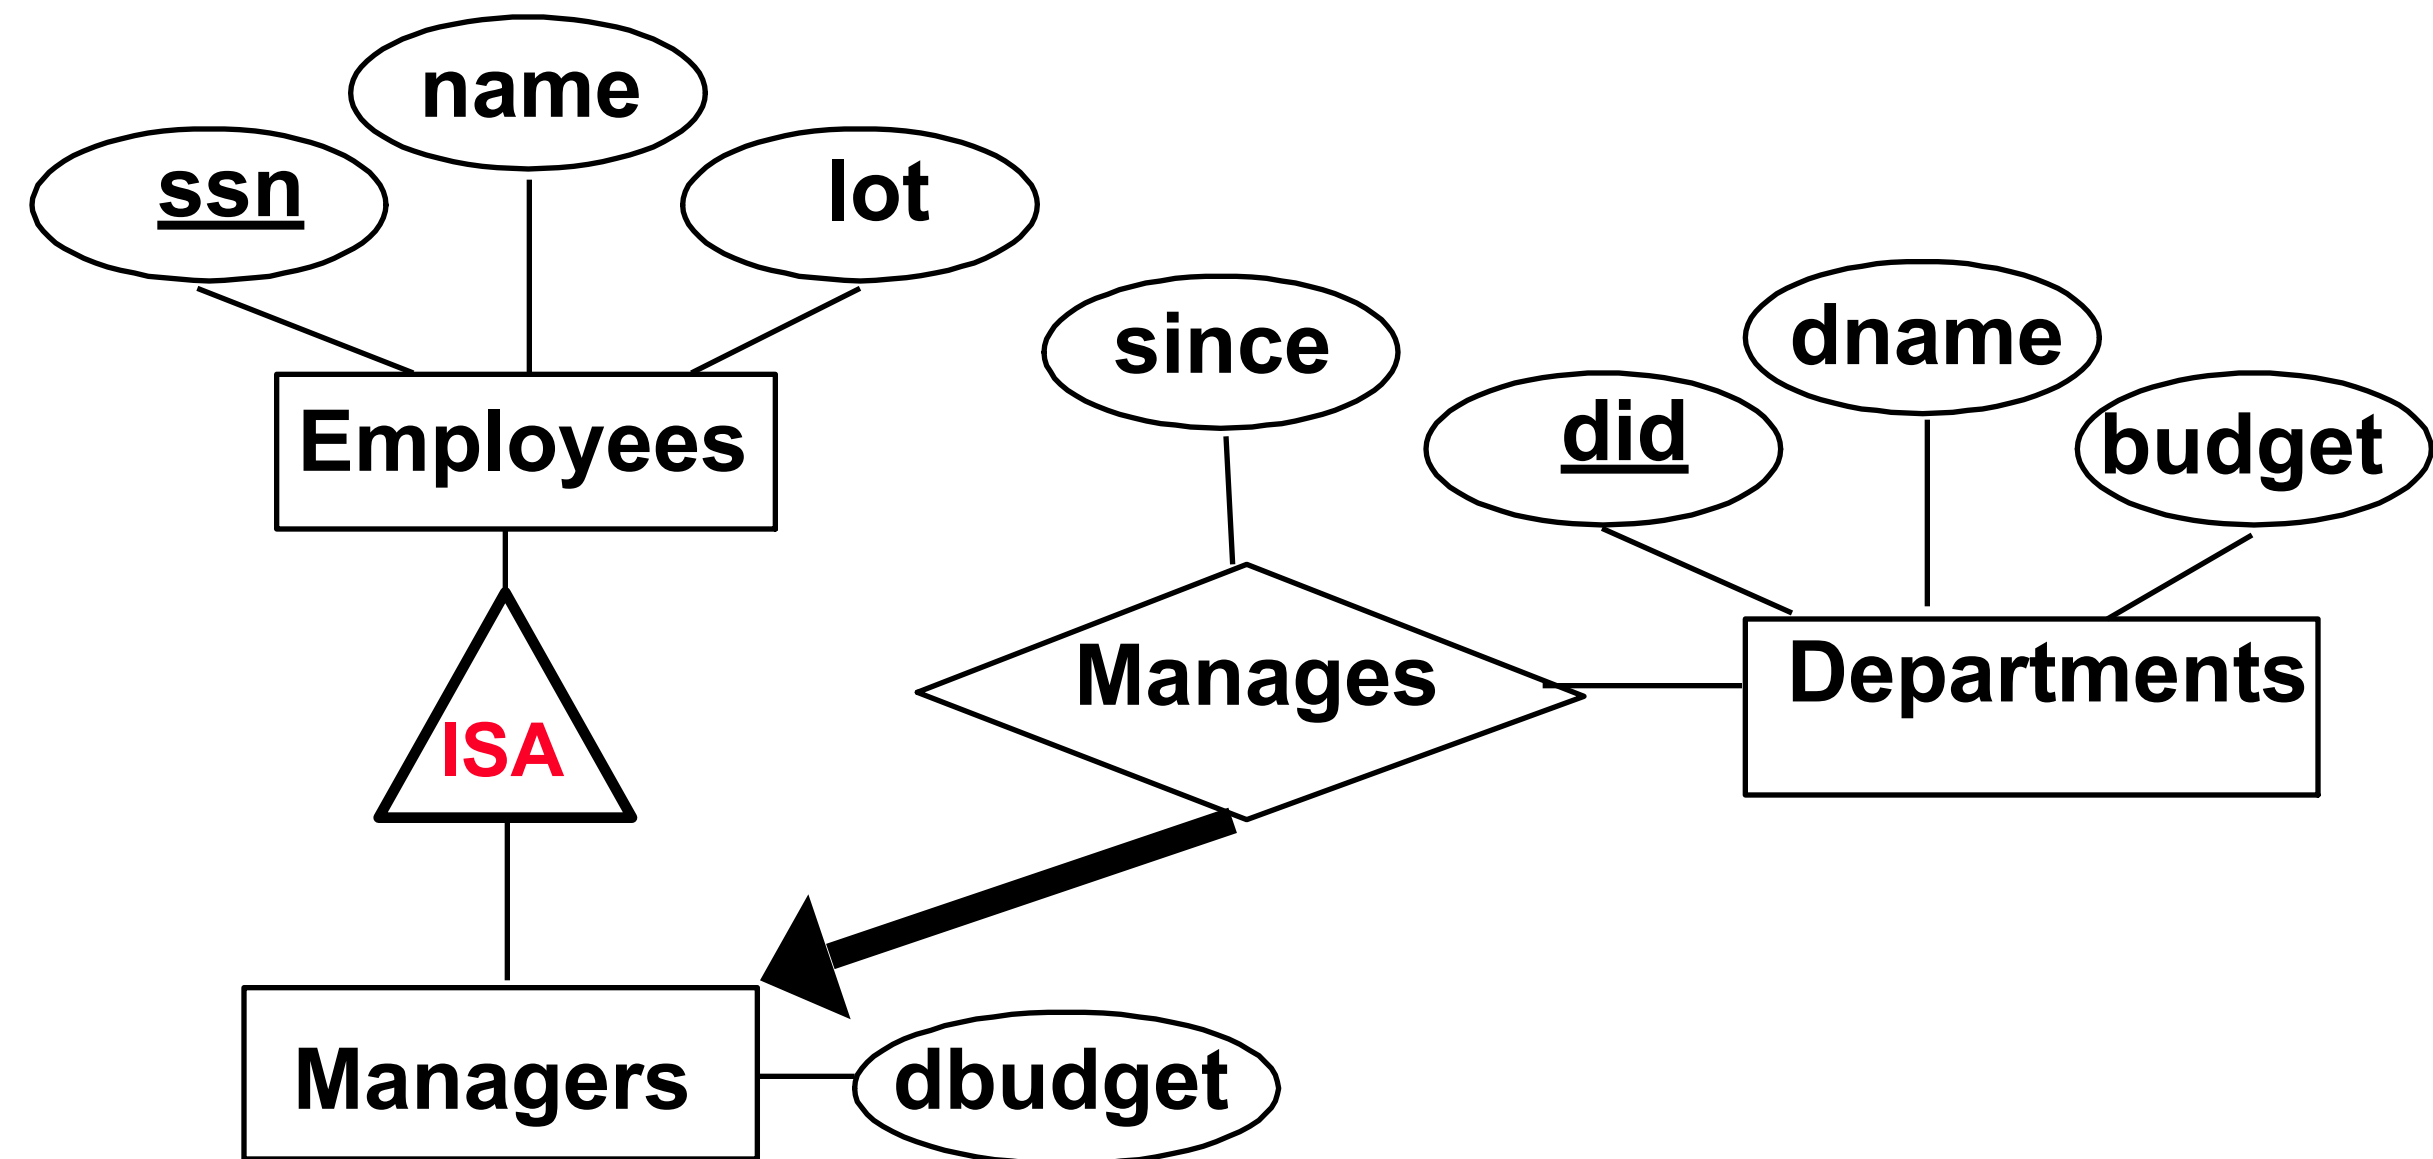 name
ssn
lot
Employees
since
dname
did
budget
Manages
Departments
ISA
Managers
dbudget